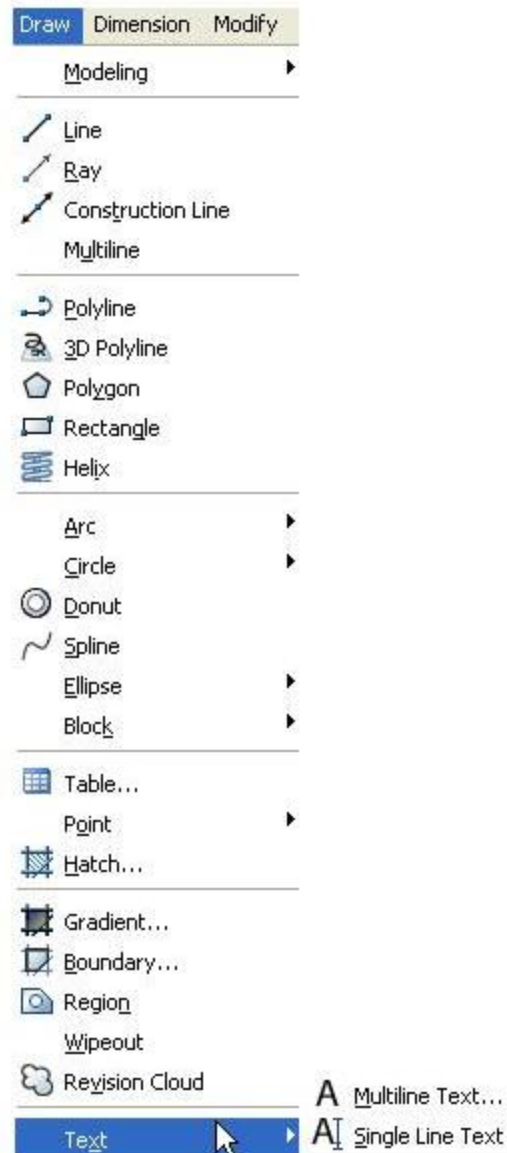 Draw Dimension Modify
Modeling
Line
Ray
Construction Line
Multiline
Polyline
3D Polyline
Polygon
Rectangle
Helix
Arc
Circle
Donut
Spline
Ellipse
Block
Table...
Point
Hatch...
Gradient...
Boundary...
Region
Wipeout
Revision Cloud
Text
A Multiline Text...
A Single Line Text